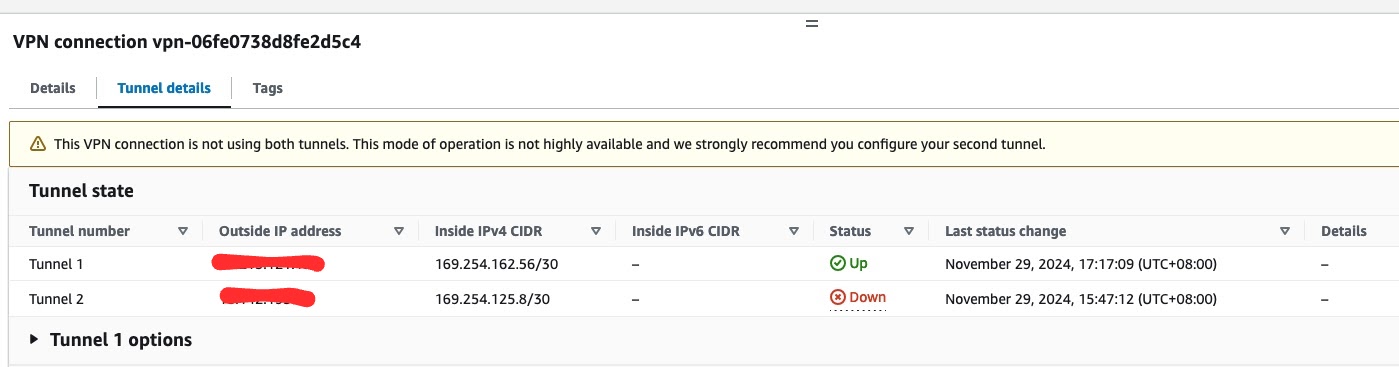 VPN connection vpn-06fe0738d8fe2d5c4
Details Tunnel details Tags
This VPN connection is not using both tunnels. This mode of operation is not highly available and we strongly recommend you configure your second tunnel.
Tunnel state
Tunnel number Outside IP address Inside IPv4 CIDR Inside IPv6 CIDR Status Last status change Details
Tunnel 1 169.254.162.56/30 – Up November 29, 2024, 17:17:09 (UTC+08:00) –
Tunnel 2 169.254.125.8/30 – Down November 29, 2024, 15:47:12 (UTC+08:00) –
Tunnel 1 options